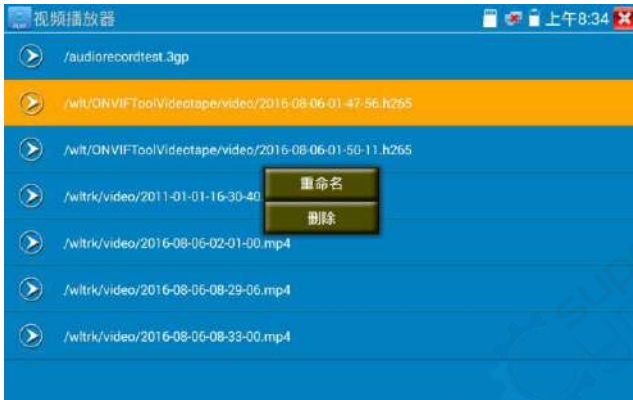 视频播放器
上午8:34
/audiorecordtest.3gp
/wlt/ONVIFToolVideotape/video/2016-08-06-01-47-56.h265
/wlt/ONVIFToolVideotape/video/2016-08-06-01-50-11.h265
重命名
/wltrk/video/2011-01-01-16-30-40
删除
/wltrk/video/2016-08-06-02-01-00.mp4
/wltrk/video/2016-08-06-08-29-06.mp4
/wltrk/video/2016-08-06-08-33-00.mp4